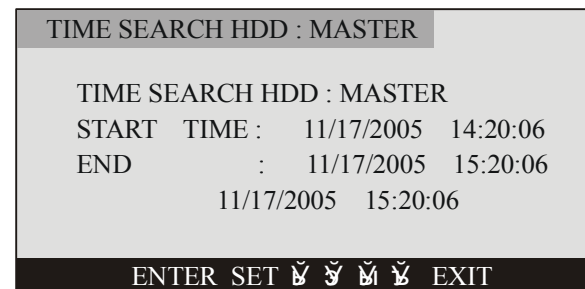 TIME SEARCH HDD : MASTER
TIME SEARCH HDD : MASTER
START TIME : 11/17/2005 14:20:06
END : 11/17/2005 15:20:06
11/17/2005 15:20:06
ENTER SET EXIT